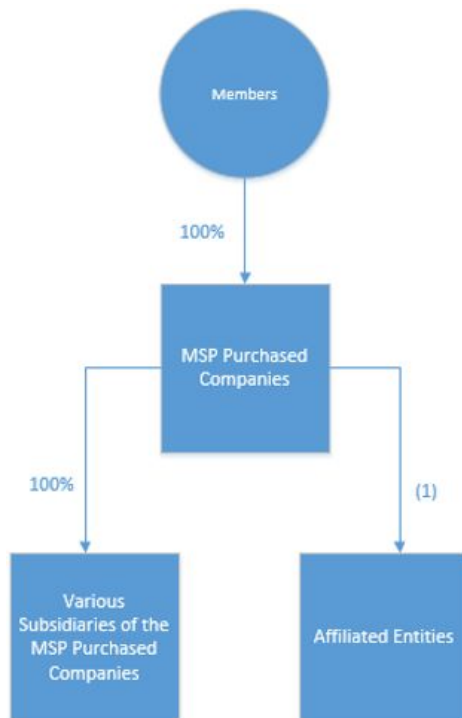 Members
100%
MSP Purchased
Companies
100%
(1)
Various
Subsidiaries of the
MSP Purchased
Companies
Affiliated Entities